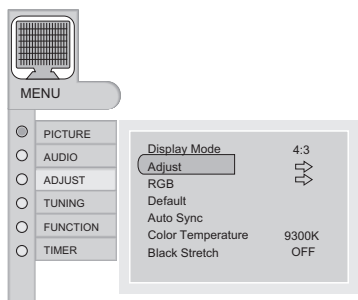 MENU
PICTURE
AUDIO
ADJUST
TUNING
FUNCTION
TIMER
Display Mode 4:3
Adjust
RGB
Default
Auto Sync
Color Temperature 9300K
Black Stretch OFF